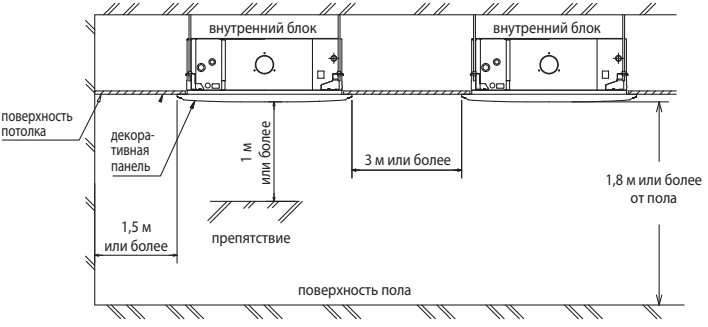 внутренний блок
внутренний блок
поверхность
потолка
декора-
тивная
панель
1 м
или более
3 м или более
1,8 м или более
от пола
1,5 м
или более
препятствие
поверхность пола